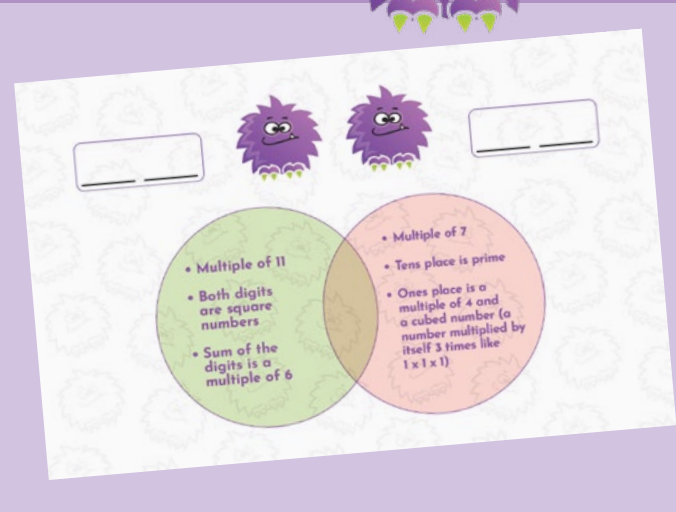 • Multiple of 11
• Both digits
are square
numbers
• Sum of the
digits is a
multiple of 6
• Multiple of 7
• Tens place is prime
• Ones place is a
multiple of 4 and
a cubed number (a
number multiplied by
itself 3 times like
1 x 1 x 1)